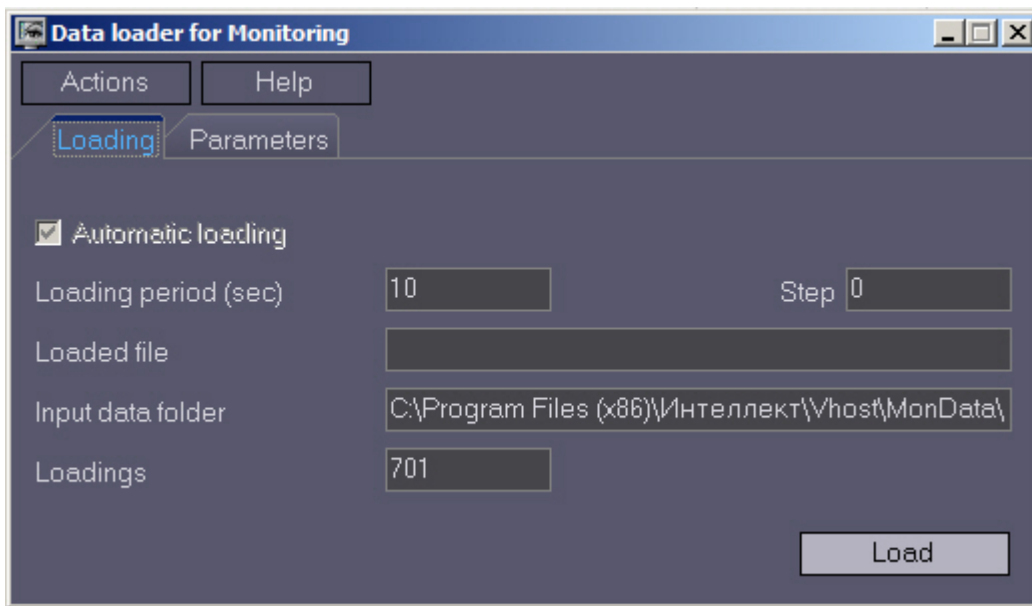 Data loader for Monitoring
Actions Help
Loading Parameters
Automatic loading
Loading period (sec) 10 Step 0
Loaded file
Input data folder C:\Program Files (x86)\Интеллект\Vhost\MonData\
Loadings 701
Load